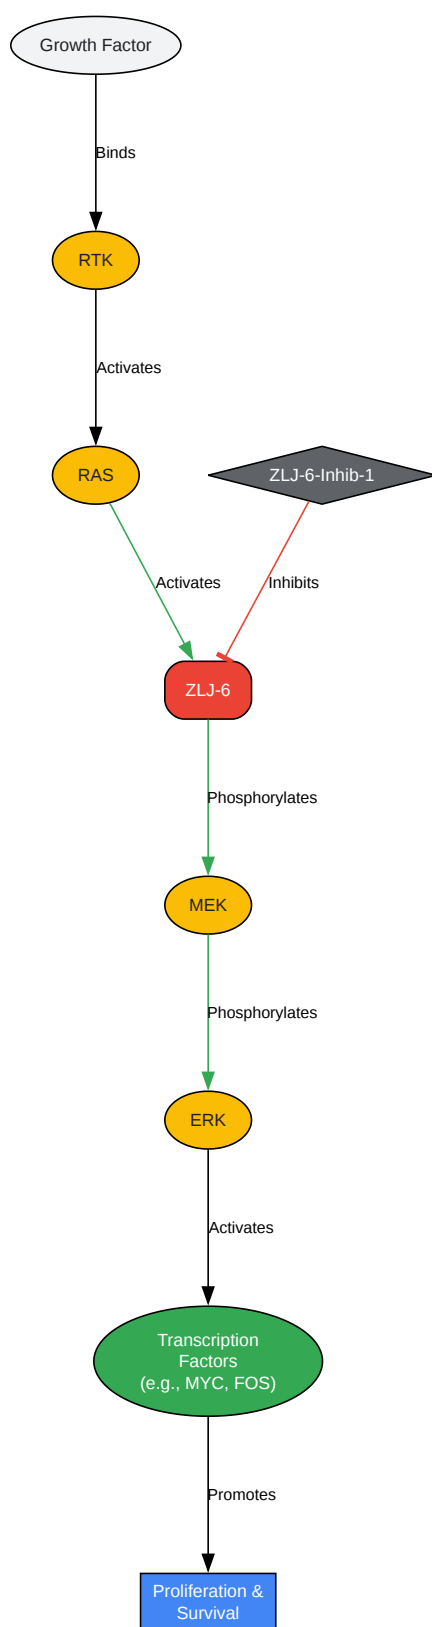 Growth Factor
Binds
RTK
Activates
RAS
ZLJ-6-Inhib-1
Activates
Inhibits
ZLJ-6
Phosphorylates
MEK
Phosphorylates
ERK
Activates
Transcription
Factors
(e.g., MYC, FOS)
Promotes
Proliferation &
Survival